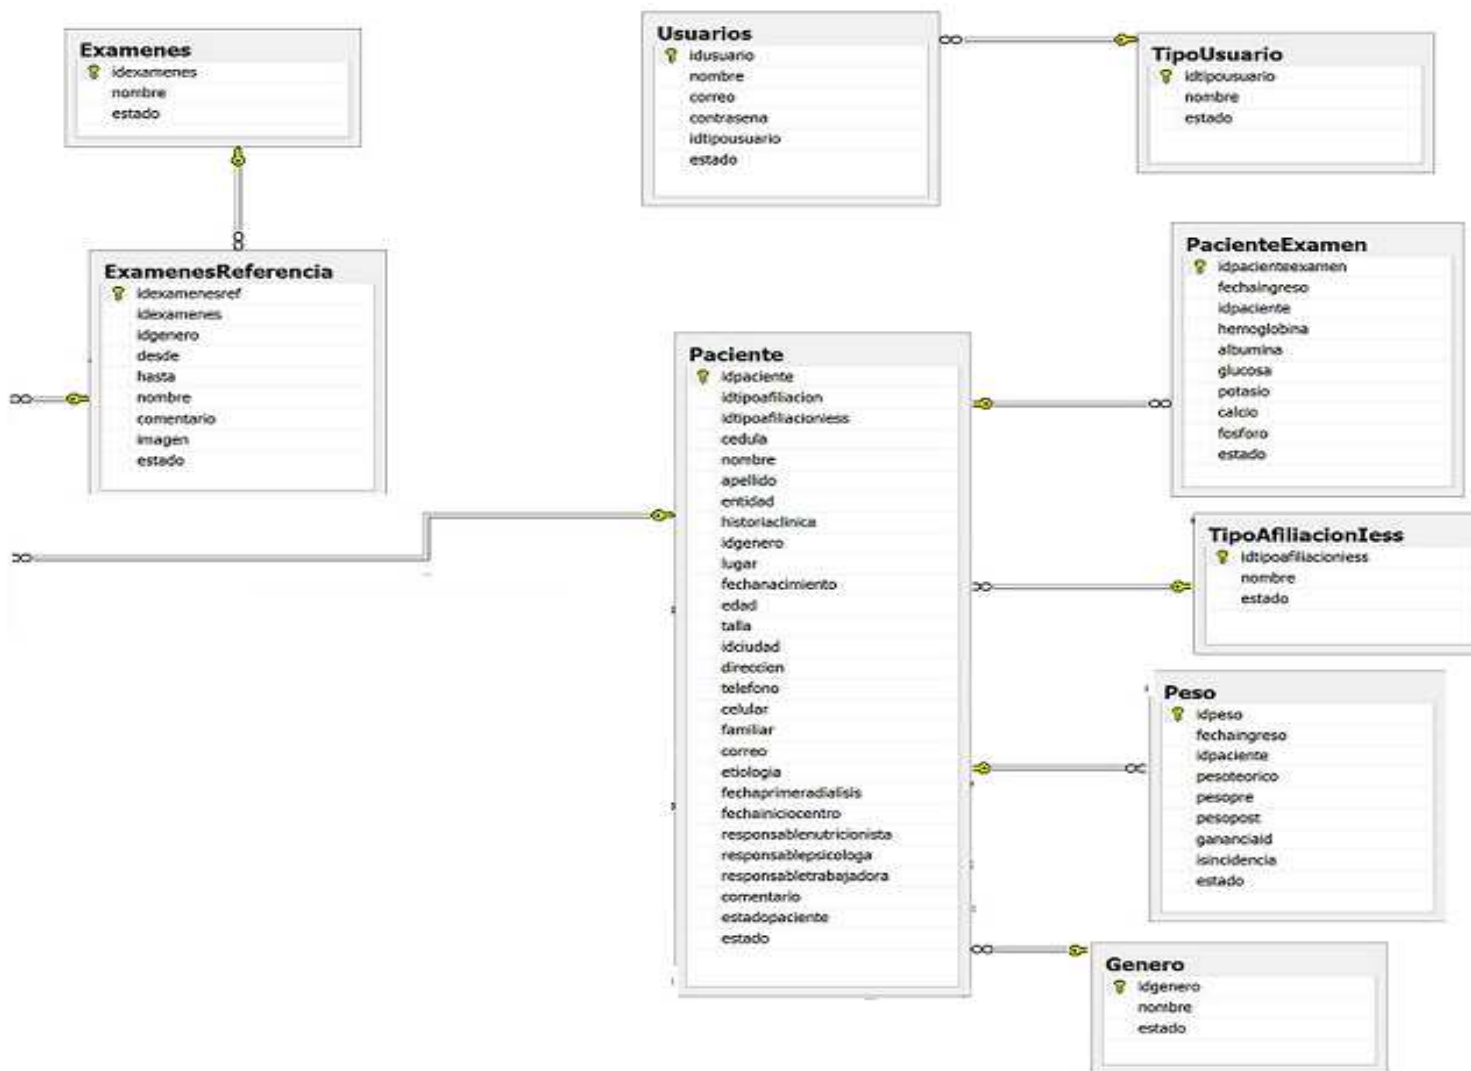 Examenes
idexamenes
nombre
estado
ExamenesReferencia
idexamenesref
idexamenes
idgenero
desde
hasta
nombre
comentario
imagen
estado
Usuarios
idusuario
nombre
correo
contrasena
idtipousuario
estado
TipoUsuario
idtipousuario
nombre
estado
Paciente
idpaciente
idtipoafiliacion
idtipoafiliacioniess
cedula
nombre
apellido
entidad
historiaclinica
idgenero
lugar
fechanacimiento
edad
talla
idciudad
direccion
telefono
celular
familiar
correo
etiologia
fechaprimeradialisis
fechainiciocentro
responsablenutricionista
responsablepsicologa
responsabletrabajadora
comentario
estadopaciente
estado
PacienteExamen
idpacienteexamen
fechaingreso
idpaciente
hemoglobina
albumina
glucosa
potasio
calcio
fosforo
estado
TipoAfiliacionIess
idtipoafiliacioniess
nombre
estado
Peso
idpeso
fechaingreso
idpaciente
pesoteorico
pesopre
pesopost
gananciaid
isincidencia
estado
Genero
idgenero
nombre
estado